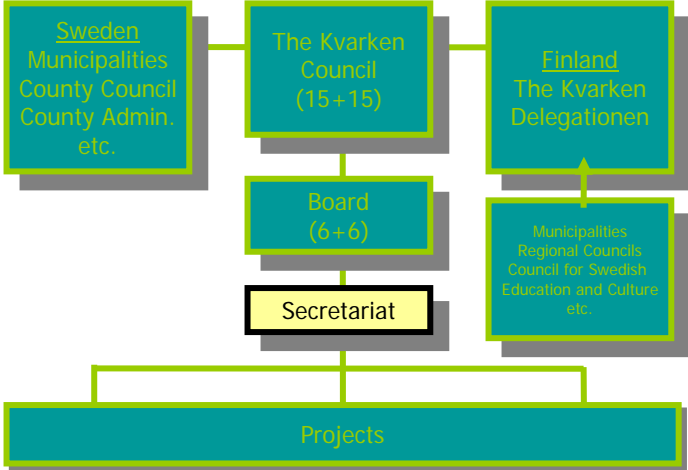 Sweden
Municipalities
County Council
County Admin.
etc.
The Kvarken
Council
(15+15)
Finland
The Kvarken
Delegationen
Board
(6+6)
Municipalities
Regional Councils
Council for Swedish
Education and Culture
etc.
Secretariat
Projects